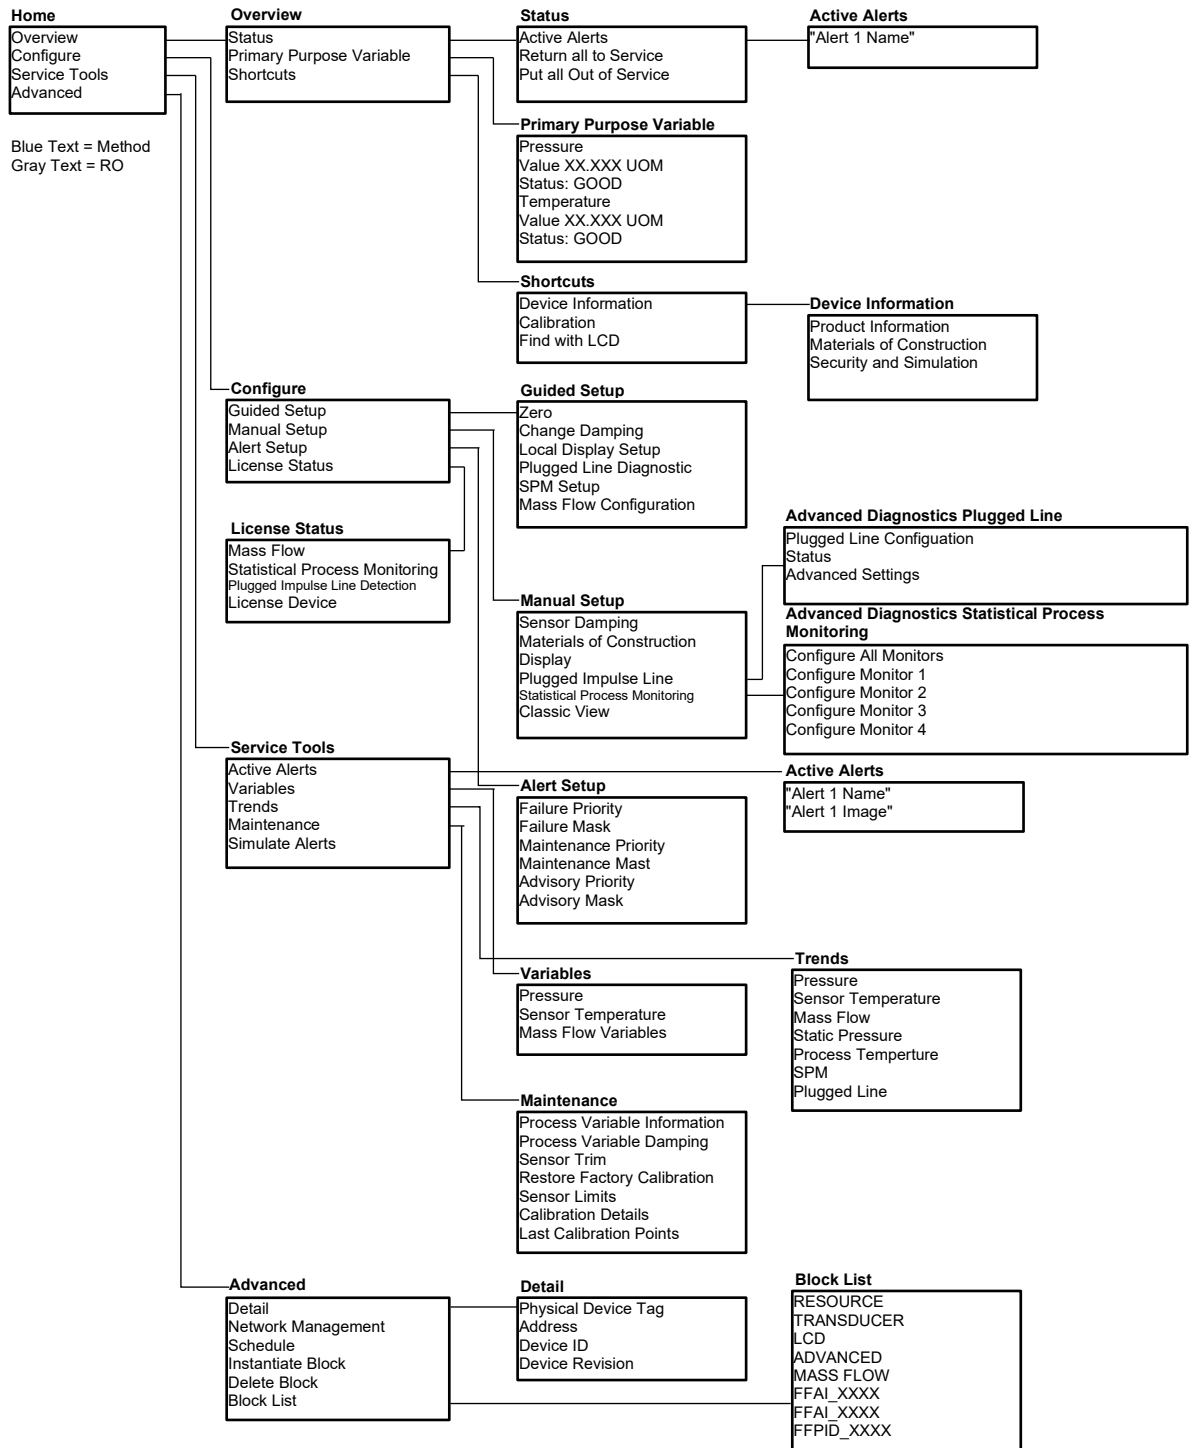 Home
Overview
Configure
Service Tools
Advanced
Blue Text = Method
Gray Text = RO
Overview
Status
Primary Purpose Variable
Shortcuts
Status
Active Alerts
Return all to Service
Put all Out of Service
Active Alerts
"Alert 1 Name"
Primary Purpose Variable
Pressure
Value XX.XXX UOM
Status: GOOD
Temperature
Value XX.XXX UOM
Status: GOOD
Shortcuts
Device Information
Calibration
Find with LCD
Device Information
Product Information
Materials of Construction
Security and Simulation
Configure
Guided Setup
Manual Setup
Alert Setup
License Status
Guided Setup
Zero
Change Damping
Local Display Setup
Plugged Line Diagnostic
SPM Setup
Mass Flow Configuration
License Status
Mass Flow
Statistical Process Monitoring
Plugged Impulse Line Detection
License Device
Manual Setup
Sensor Damping
Materials of Construction
Display
Plugged Impulse Line
Statistical Process Monitoring
Classic View
Advanced Diagnostics Plugged Line
Plugged Line Configuation
Status
Advanced Settings
Advanced Diagnostics Statistical Process
Monitoring
Configure All Monitors
Configure Monitor 1
Configure Monitor 2
Configure Monitor 3
Configure Monitor 4
Service Tools
Active Alerts
Variables
Trends
Maintenance
Simulate Alerts
Active Alerts
"Alert 1 Name"
"Alert 1 Image"
Alert Setup
Failure Priority
Failure Mask
Maintenance Priority
Maintenance Mast
Advisory Priority
Advisory Mask
Variables
Pressure
Sensor Temperature
Mass Flow Variables
Trends
Pressure
Sensor Temperature
Mass Flow
Static Pressure
Process Temperture
SPM
Plugged Line
Maintenance
Process Variable Information
Process Variable Damping
Sensor Trim
Restore Factory Calibration
Sensor Limits
Calibration Details
Last Calibration Points
Advanced
Detail
Network Management
Schedule
Instantiate Block
Delete Block
Block List
Detail
Physical Device Tag
Address
Device ID
Device Revision
Block List
RESOURCE
TRANSDUCER
LCD
ADVANCED
MASS FLOW
FFAI_XXXX
FFAI_XXXX
FFPID_XXXX